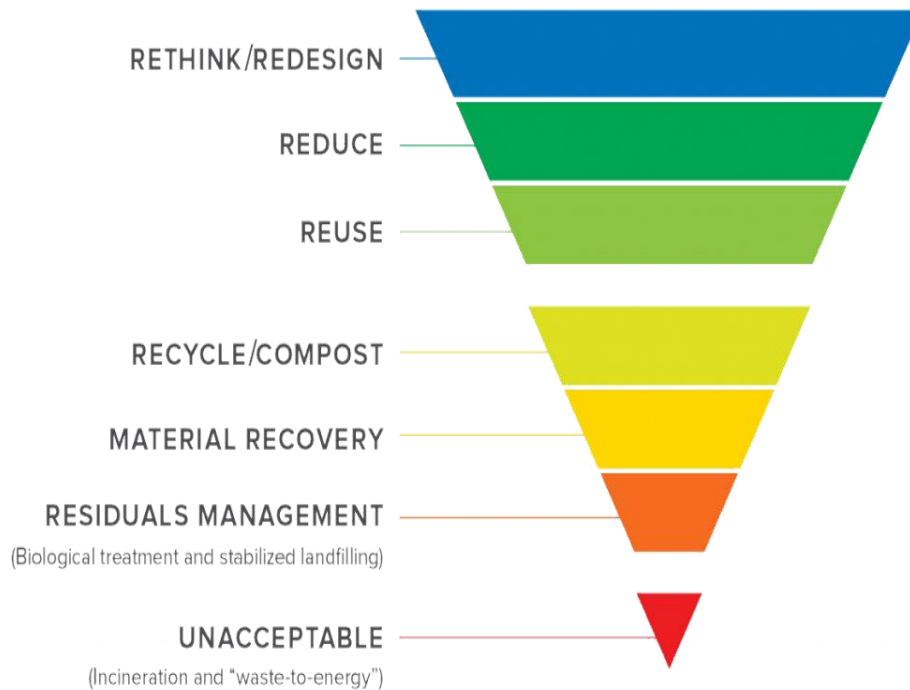 RETHINK/REDESIGN
REDUCE
REUSE
RECYCLE/COMPOST
MATERIAL RECOVERY
RESIDUALS MANAGEMENT
(Biological treatment and stabilized landfilling)
UNACCEPTABLE
(Incineration and “waste-to-energy”)